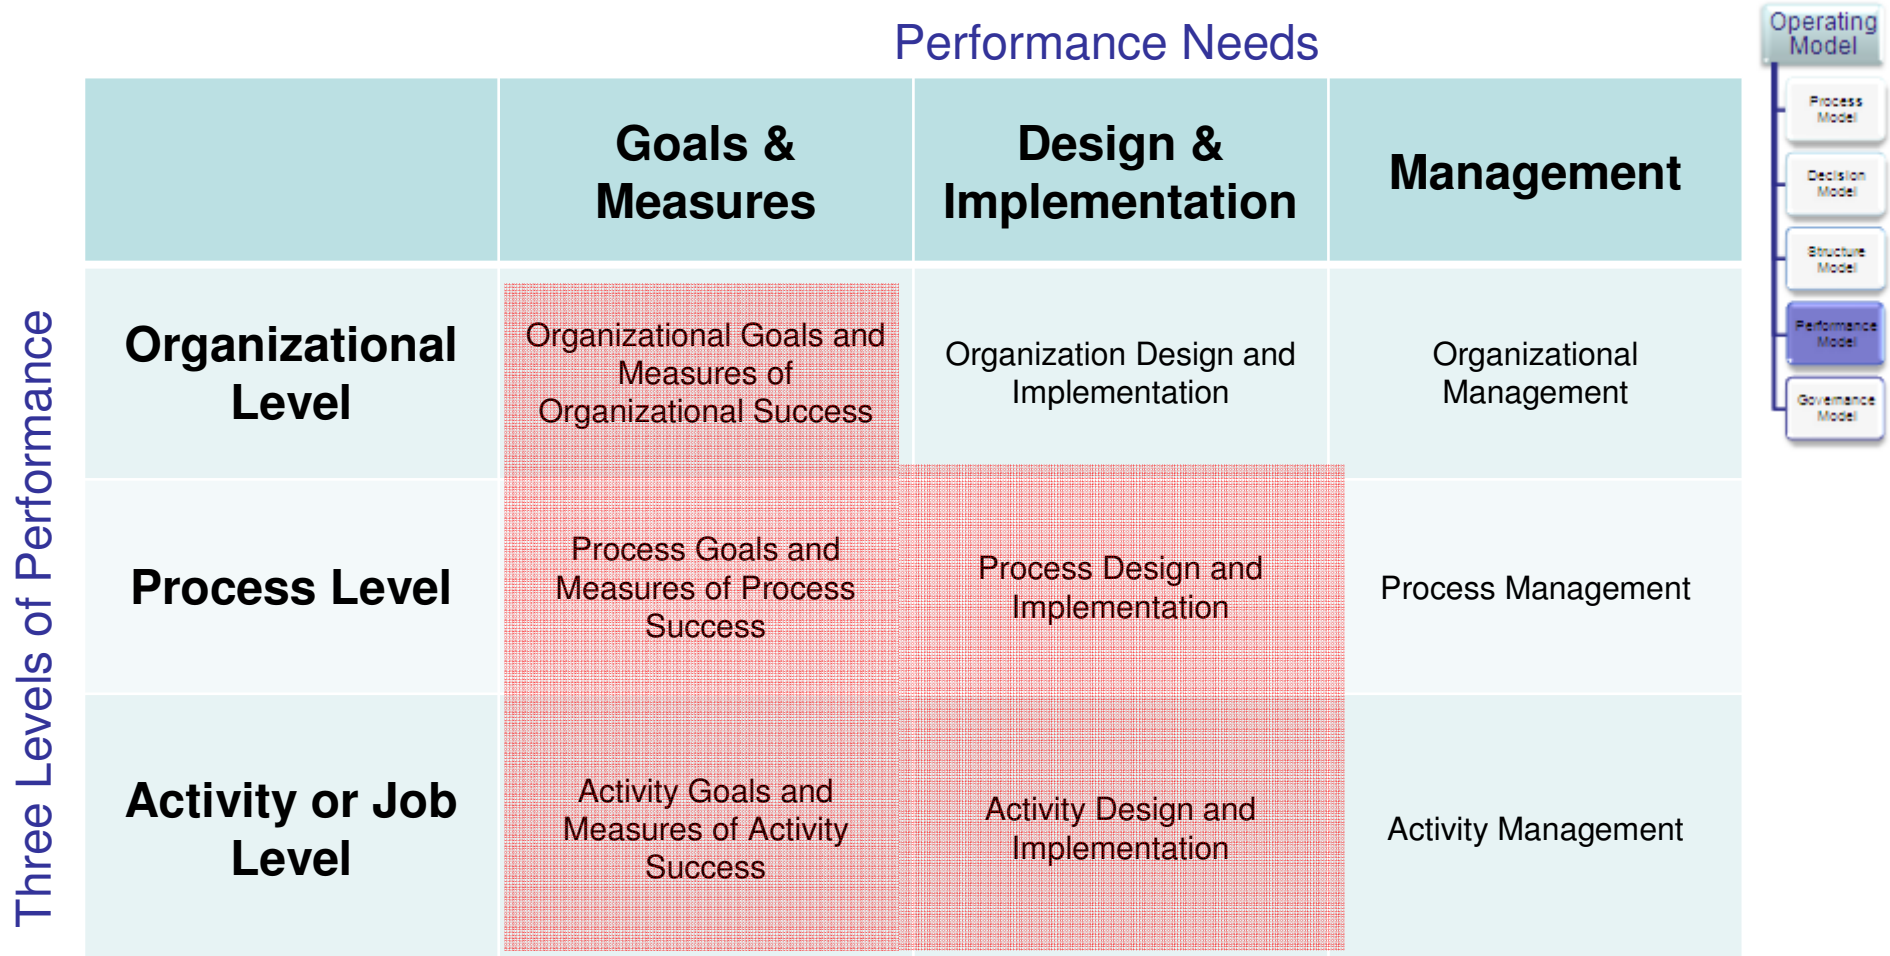 Performance Needs
Operating
Model
Process
Model
Decision
Model
Structure
Model
Performance
Model
Governance
Model
Three Levels of Performance
Goals &
Measures
Design &
Implementation
Management
Organizational
Level
Organizational Goals and
Measures of
Organizational Success
Organization Design and
Implementation
Organizational
Management
Process Level
Process Goals and
Measures of Process
Success
Process Design and
Implementation
Process Management
Activity or Job
Level
Activity Goals and
Measures of Activity
Success
Activity Design and
Implementation
Activity Management